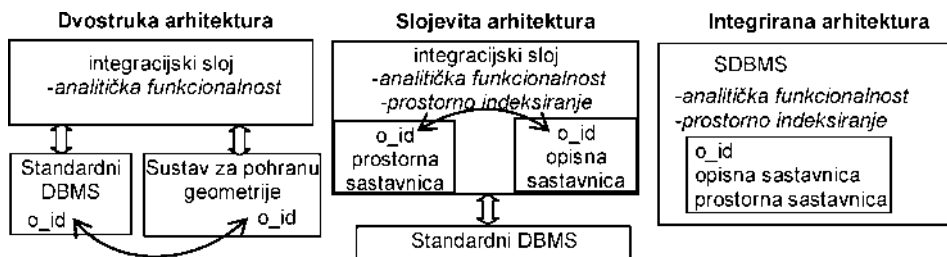 Dvostruka arhitektura
integracijski sloj
-analitička funkcionalnost
Standardni
DBMS
o_id
Sustav za pohranu
geometrije
o_id
Slojevita arhitektura
integracijski sloj
-analitička funkcionalnost
-prostorno indeksiranje
o_id
prostorna
sastavnica
o_id
opisna
sastavnica
Standardni DBMS
Integrirana arhitektura
SDBMS
-analitička funkcionalnost
-prostorno indeksiranje
o_id
opisna sastavnica
prostorna sastavnica